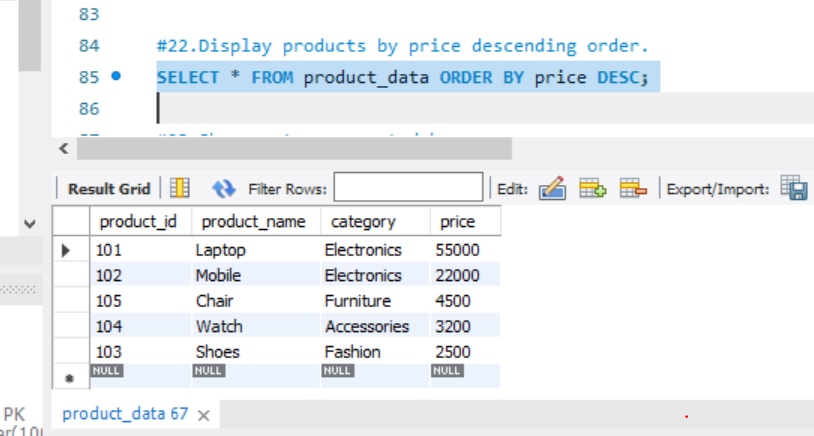 83
84 #22.Display products by price descending order.
85 SELECT * FROM product_data ORDER BY price DESC;
86
Result Grid Filter Rows: Edit: Export/Import:
product_id product_name category price
101 Laptop Electronics 55000
102 Mobile Electronics 22000
105 Chair Furniture 4500
104 Watch Accessories 3200
103 Shoes Fashion 2500
NULL NULL NULL NULL
PK product_data 67